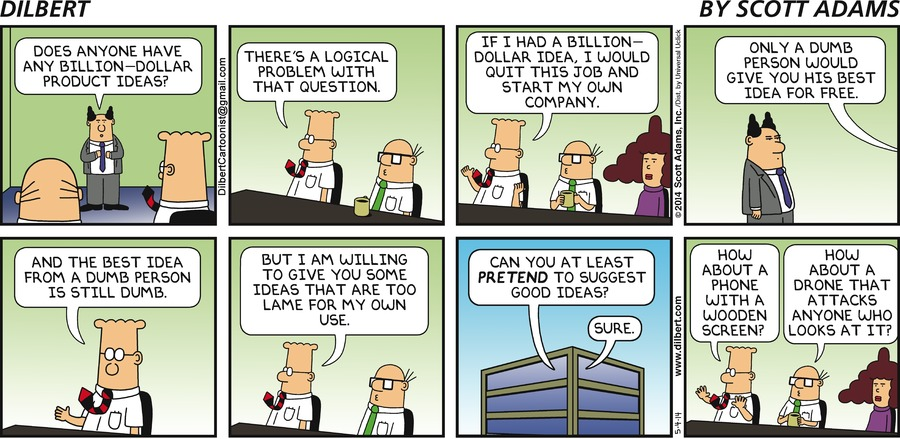 DILBERT
BY SCOTT ADAMS
DOES ANYONE HAVE
ANY BILLION–DOLLAR
PRODUCT IDEAS?
DilbertCartoonist@gmail.com
THERE'S A LOGICAL
PROBLEM WITH
THAT QUESTION.
IF I HAD A BILLION–
DOLLAR IDEA, I WOULD
QUIT THIS JOB AND
START MY OWN
COMPANY.
©2014 Scott Adams, Inc. /Dist. by Universal Uclick
ONLY A DUMB
PERSON WOULD
GIVE YOU HIS BEST
IDEA FOR FREE.
AND THE BEST IDEA
FROM A DUMB PERSON
IS STILL DUMB.
BUT I AM WILLING
TO GIVE YOU SOME
IDEAS THAT ARE TOO
LAME FOR MY OWN
USE.
CAN YOU AT LEAST
PRETEND TO SUGGEST
GOOD IDEAS?
SURE.
5-4-14
www.dilbert.com
HOW
ABOUT A
PHONE
WITH A
WOODEN
SCREEN?
HOW
ABOUT A
DRONE THAT
ATTACKS
ANYONE WHO
LOOKS AT IT?